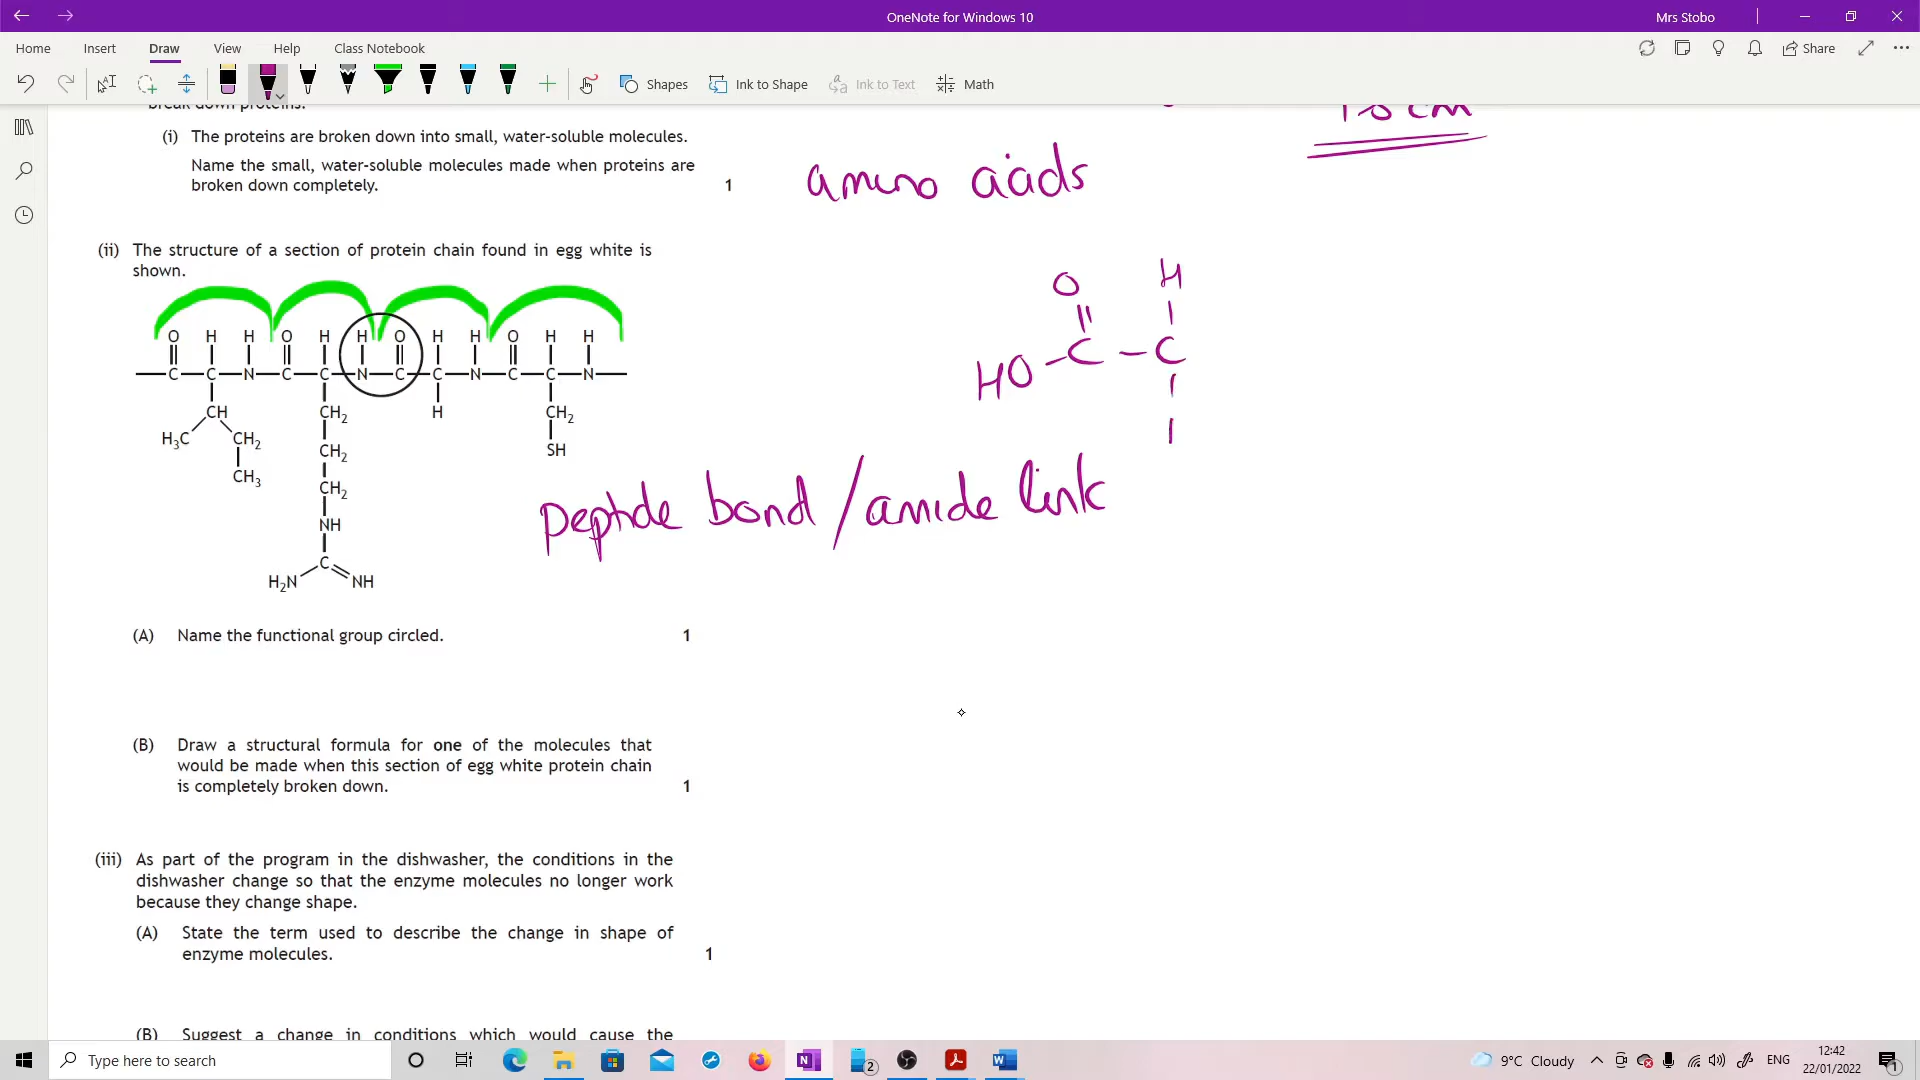 OneNote for Windows 10
Mrs Stobo
Home Insert Draw View Help Class Notebook
Share
Shapes Ink to Shape Ink to Text Math
break down proteins.
(i) The proteins are broken down into small, water-soluble molecules.
Name the small, water-soluble molecules made when proteins are
broken down completely. 1
amino acids
(ii) The structure of a section of protein chain found in egg white is
shown.
O H H O H H O H H O H H
C C N C C N C C N C C N
CH CH2 H CH2
H3C CH2 CH2 SH
CH3 CH2
NH
C
H2N NH
O H
HO-C-C
peptide bond/amide link
(A) Name the functional group circled. 1
(B) Draw a structural formula for one of the molecules that
would be made when this section of egg white protein chain
is completely broken down. 1
(iii) As part of the program in the dishwasher, the conditions in the
dishwasher change so that the enzyme molecules no longer work
because they change shape.
(A) State the term used to describe the change in shape of
enzyme molecules. 1
(B) Suggest a change in conditions which would cause the
Type here to search
2
9°C Cloudy
ENG
12:42
22/01/2022
1